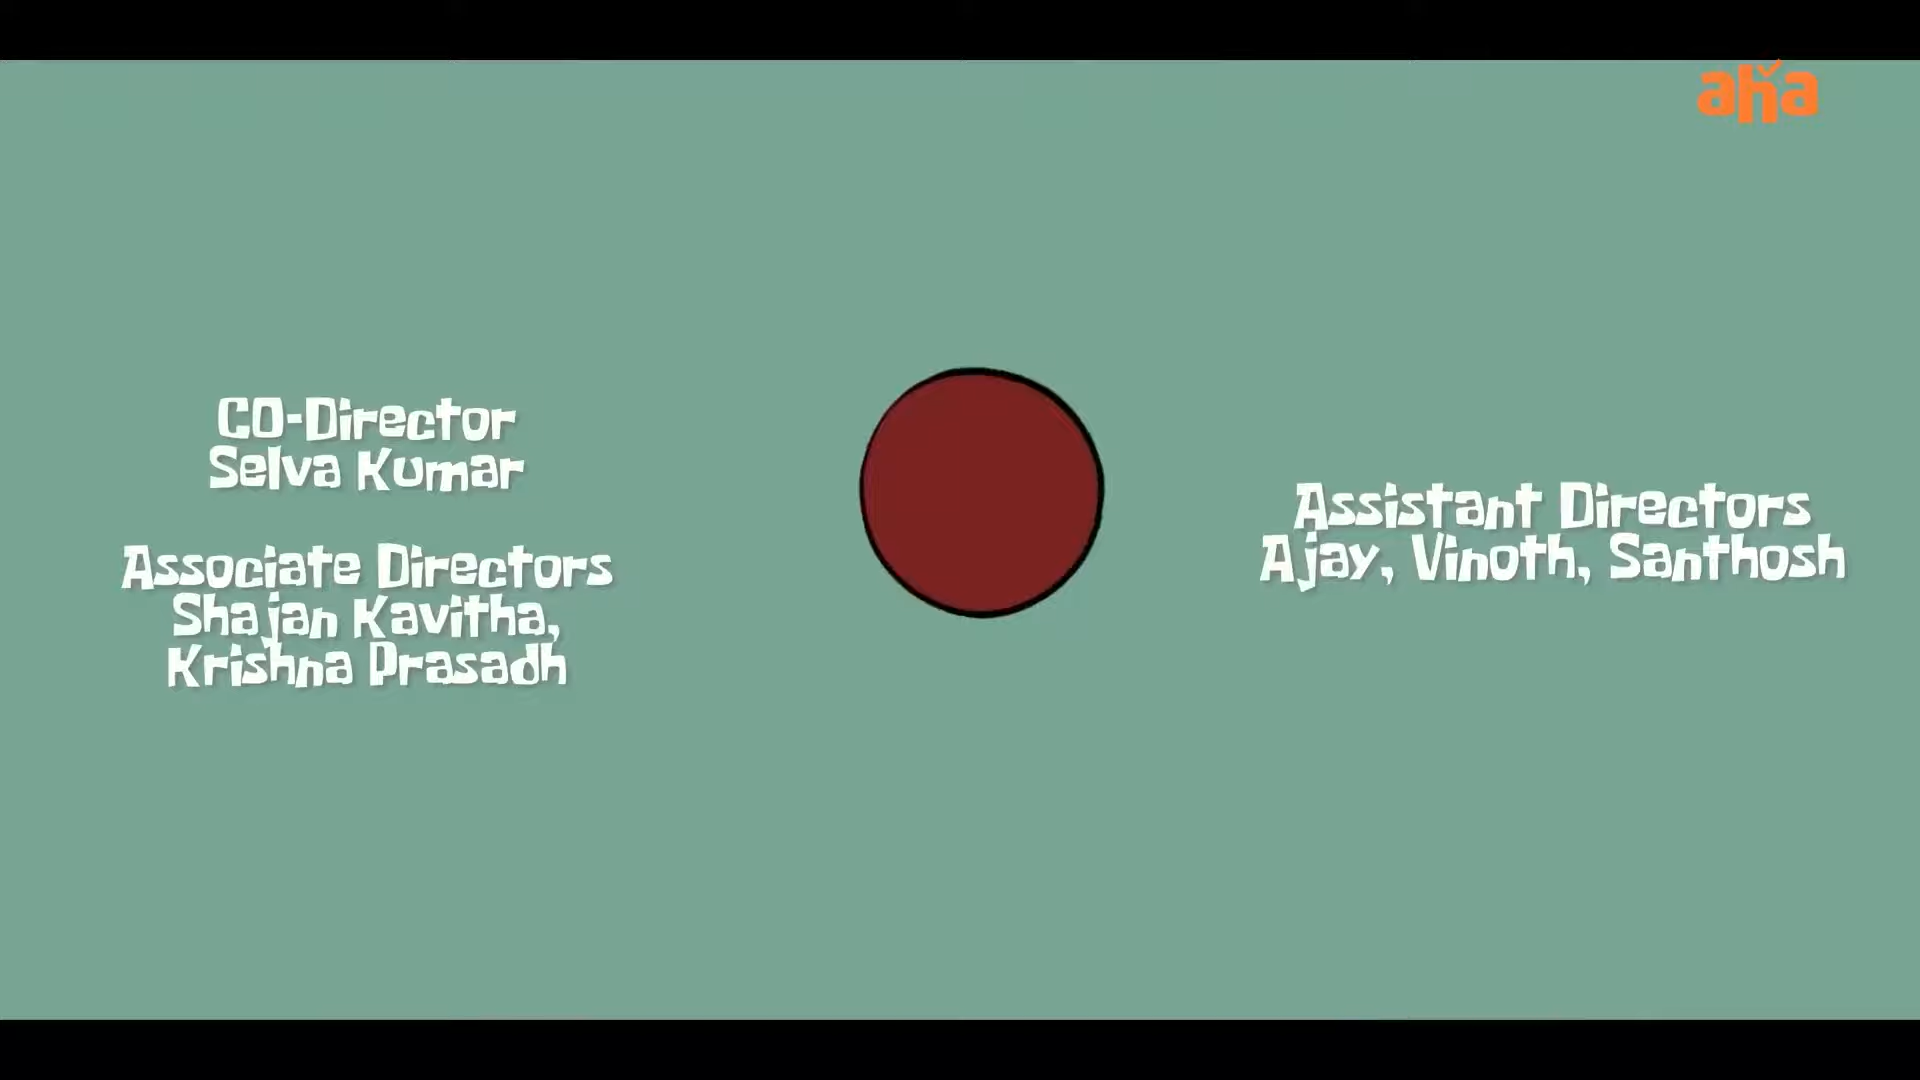 aha
CO-Director
Selva Kumar
Associate Directors
Shajan Kavitha,
Krishna Prasadh
Assistant Directors
Ajay, Vinoth, Santhosh